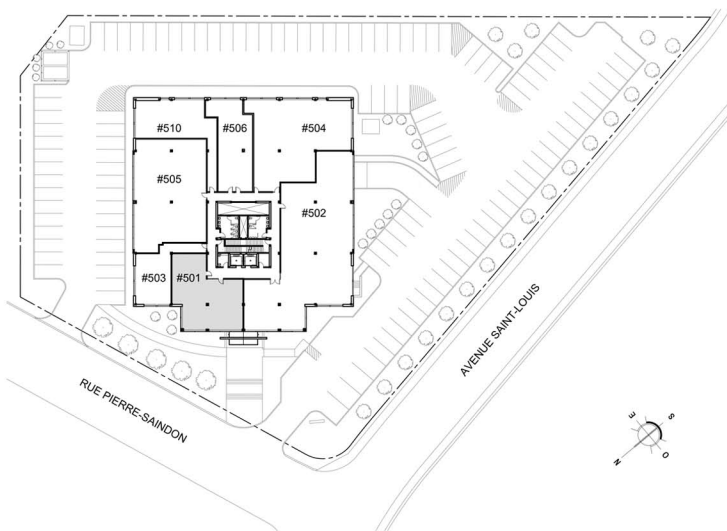 #510
#506
#504
#505
#502
#503
#501
AVENUE SAINT-LOUIS
RUE PIERRE-SAINDON
E
S
N
O